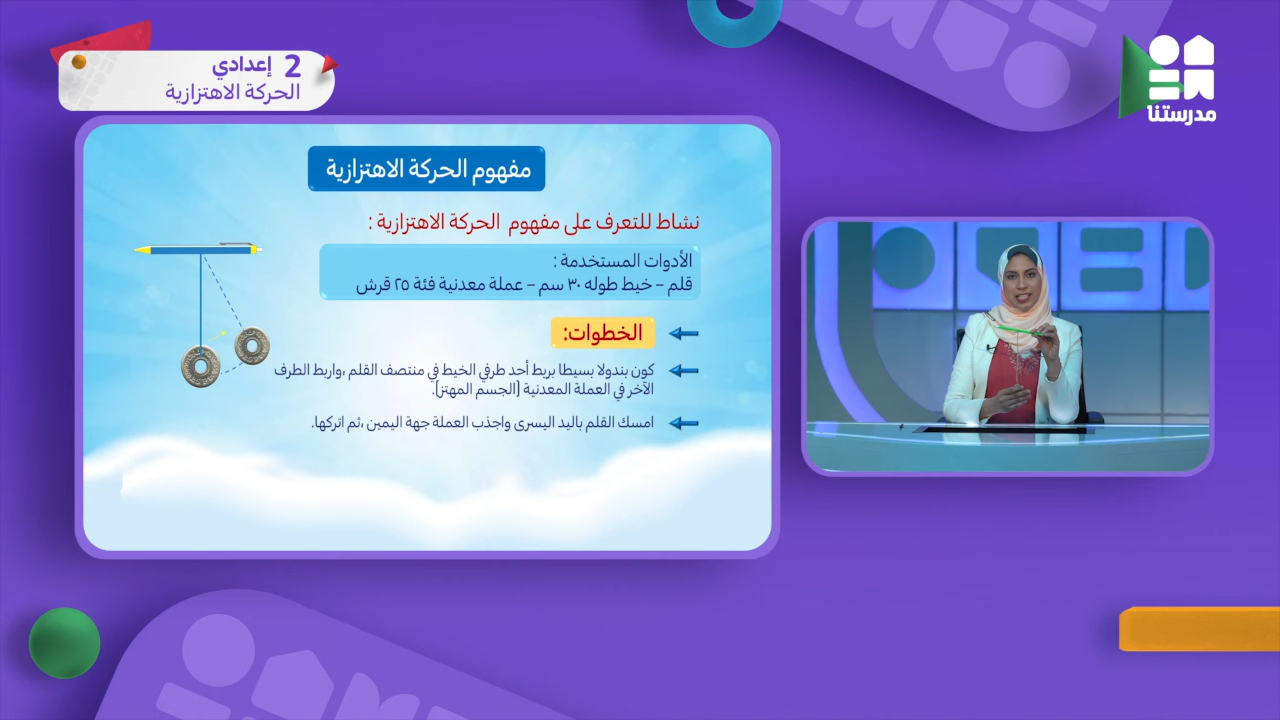 2 إعدادي
الحركة الاهتزازية
مدرستنا
مفهوم الحركة الاهتزازية
نشاط للتعرف على مفهوم الحركة الاهتزازية :
الأدوات المستخدمة :
قلم – خيط طوله ٣٠ سم – عملة معدنية فئة ٢٥ قرش
الخطوات:
كون بندولا بسيطا بربط أحد طرفي الخيط في منتصف القلم ،واربط الطرف
الآخر في العملة المعدنية (الجسم المهتز).
امسك القلم باليد اليسرى واجذب العملة جهة اليمين ،ثم اتركها.